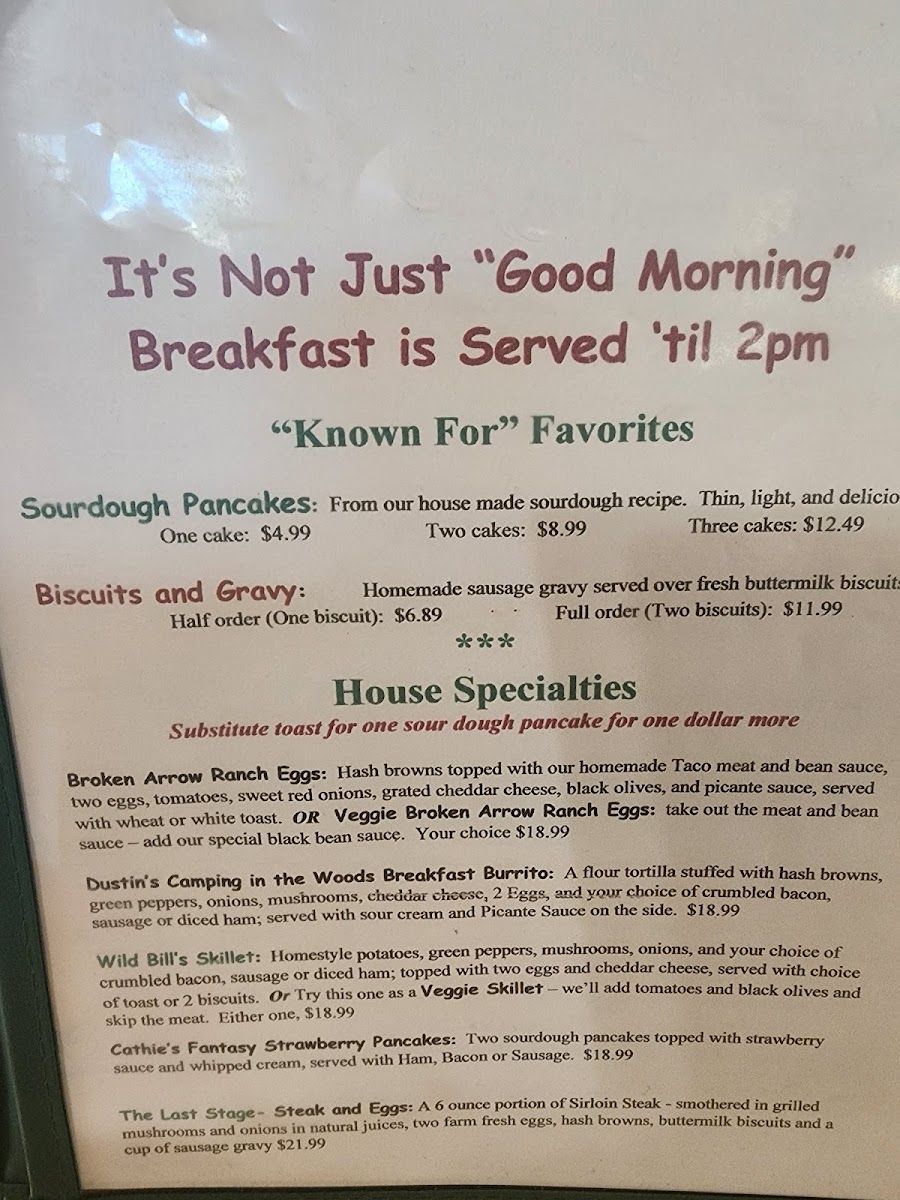 It's Not Just "Good Morning"
Breakfast is Served 'til 2pm
"Known For" Favorites
Sourdough Pancakes: From our house made sourdough recipe. Thin, light, and delicio
One cake: $4.99 Two cakes: $8.99 Three cakes: $12.49
Biscuits and Gravy: Homemade sausage gravy served over fresh buttermilk biscuits
Half order (One biscuit): $6.89 Full order (Two biscuits): $11.99
***
House Specialties
Substitute toast for one sour dough pancake for one dollar more
Broken Arrow Ranch Eggs: Hash browns topped with our homemade Taco meat and bean sauce,
two eggs, tomatoes, sweet red onions, grated cheddar cheese, black olives, and picante sauce, served
with wheat or white toast. OR Veggie Broken Arrow Ranch Eggs: take out the meat and bean
sauce – add our special black bean sauce. Your choice $18.99
Dustin's Camping in the Woods Breakfast Burrito: A flour tortilla stuffed with hash browns,
green peppers, onions, mushrooms, cheddar cheese, 2 Eggs, and your choice of crumbled bacon,
sausage or diced ham; served with sour cream and Picante Sauce on the side. $18.99
Wild Bill's Skillet: Homestyle potatoes, green peppers, mushrooms, onions, and your choice of
crumbled bacon, sausage or diced ham; topped with two eggs and cheddar cheese, served with choice
of toast or 2 biscuits. Or Try this one as a Veggie Skillet – we'll add tomatoes and black olives and
skip the meat. Either one, $18.99
Cathie's Fantasy Strawberry Pancakes: Two sourdough pancakes topped with strawberry
sauce and whipped cream, served with Ham, Bacon or Sausage. $18.99
The Last Stage- Steak and Eggs: A 6 ounce portion of Sirloin Steak - smothered in grilled
mushrooms and onions in natural juices, two farm fresh eggs, hash browns, buttermilk biscuits and a
cup of sausage gravy $21.99